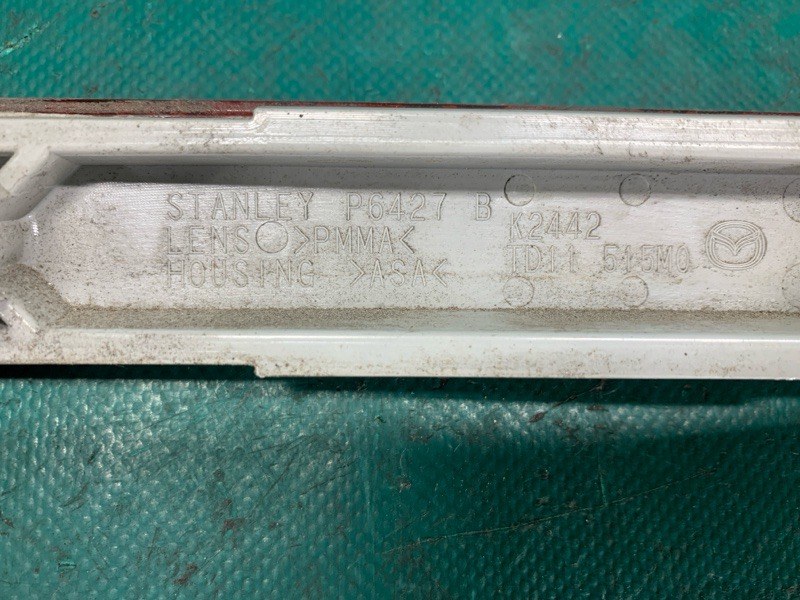 STANLEY P6427 B
LENS >PMMA<
HOUSING >ASA<
K2442
TD11 515M0